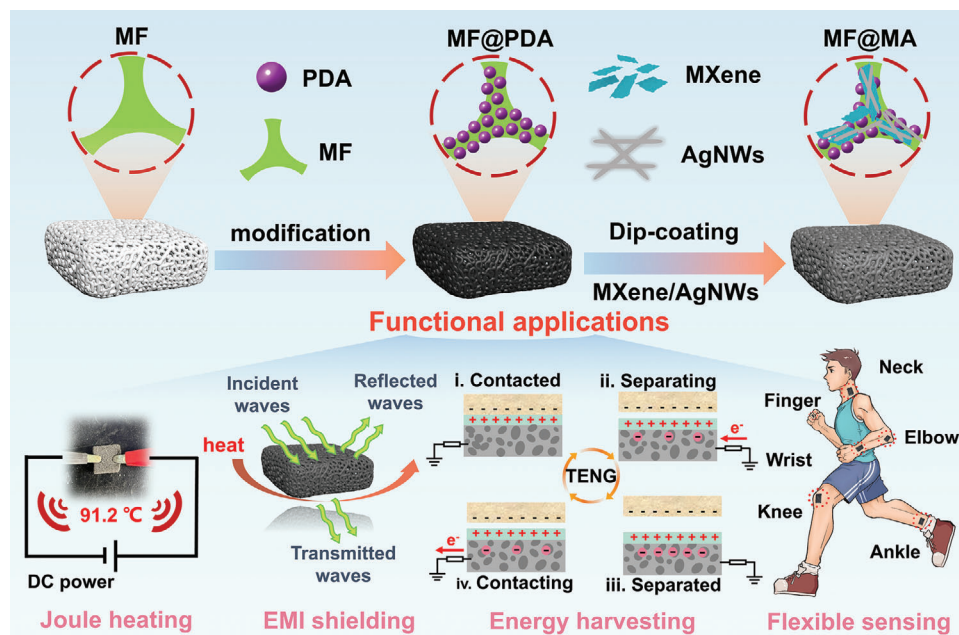 MF
PDA
MF
MF@PDA
MXene
AgNWs
MF@MA
modification
Dip-coating
MXene/AgNWs
Functional applications
91.2 ℃
DC power
Joule heating
Incident
waves
Reflected
waves
heat
Transmitted
waves
EMI shielding
i. Contacted
ii. Separating
e-
TENG
e-
iv. Contacting
iii. Separated
Energy harvesting
Neck
Finger
Elbow
Wrist
Knee
Ankle
Flexible sensing